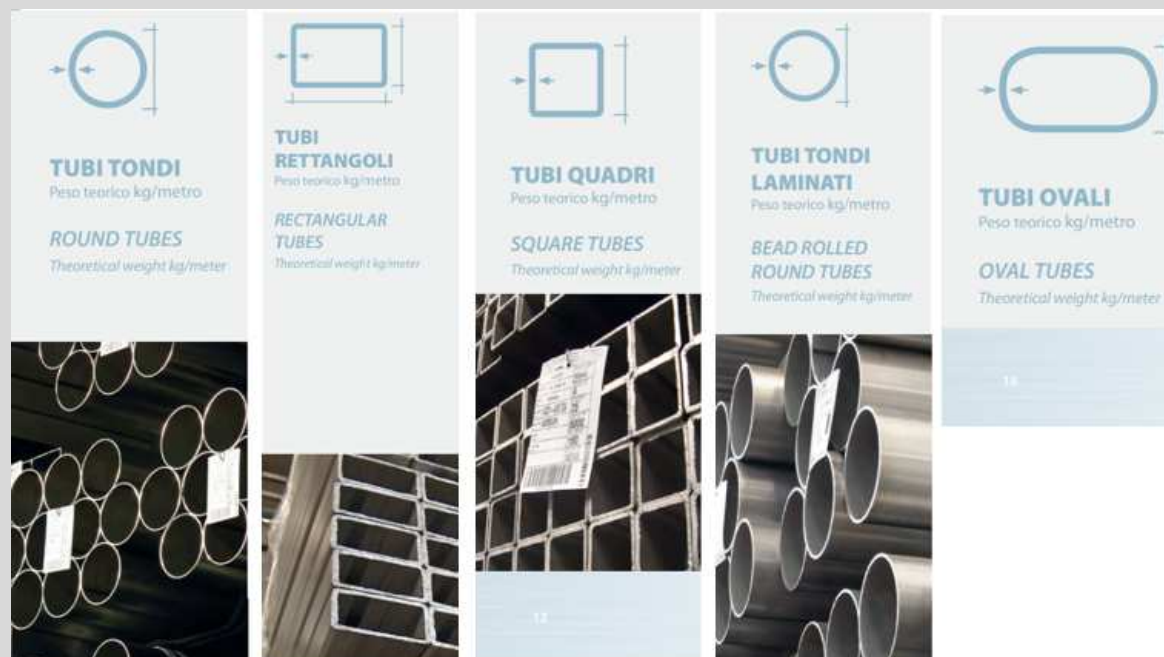 TUBI TONDI
Peso teorico kg/metro
ROUND TUBES
Theoretical weight kg/meter
TUBI
RETTANGOLI
Peso teorico kg/metro
RECTANGULAR
TUBES
Theoretical weight kg/meter
TUBI QUADRI
Peso teorico kg/metro
SQUARE TUBES
Theoretical weight kg/meter
TUBI TONDI
LAMINATI
Peso teorico kg/metro
BEAD ROLLED
ROUND TUBES
Theoretical weight kg/meter
TUBI OVALI
Peso teorico kg/metro
OVAL TUBES
Theoretical weight kg/meter